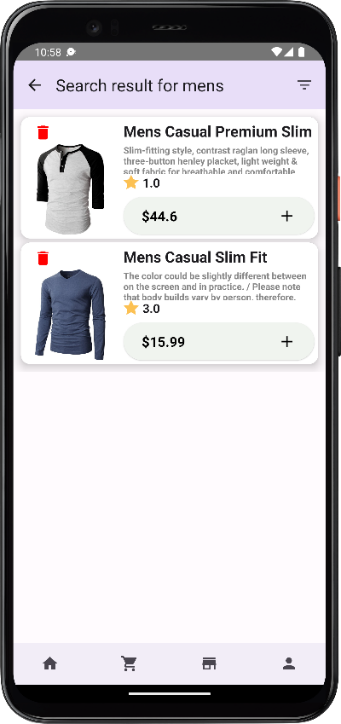 10:58
Search result for mens
Mens Casual Premium Slim
Slim-fitting style, contrast raglan long sleeve,
three-button henley placket, light weight &
soft fabric for breathable and comfortable
1.0
$44.6 +
Mens Casual Slim Fit
The color could be slightly different between
on the screen and in practice. / Please note
that body builds vary by person, therefore,
3.0
$15.99 +